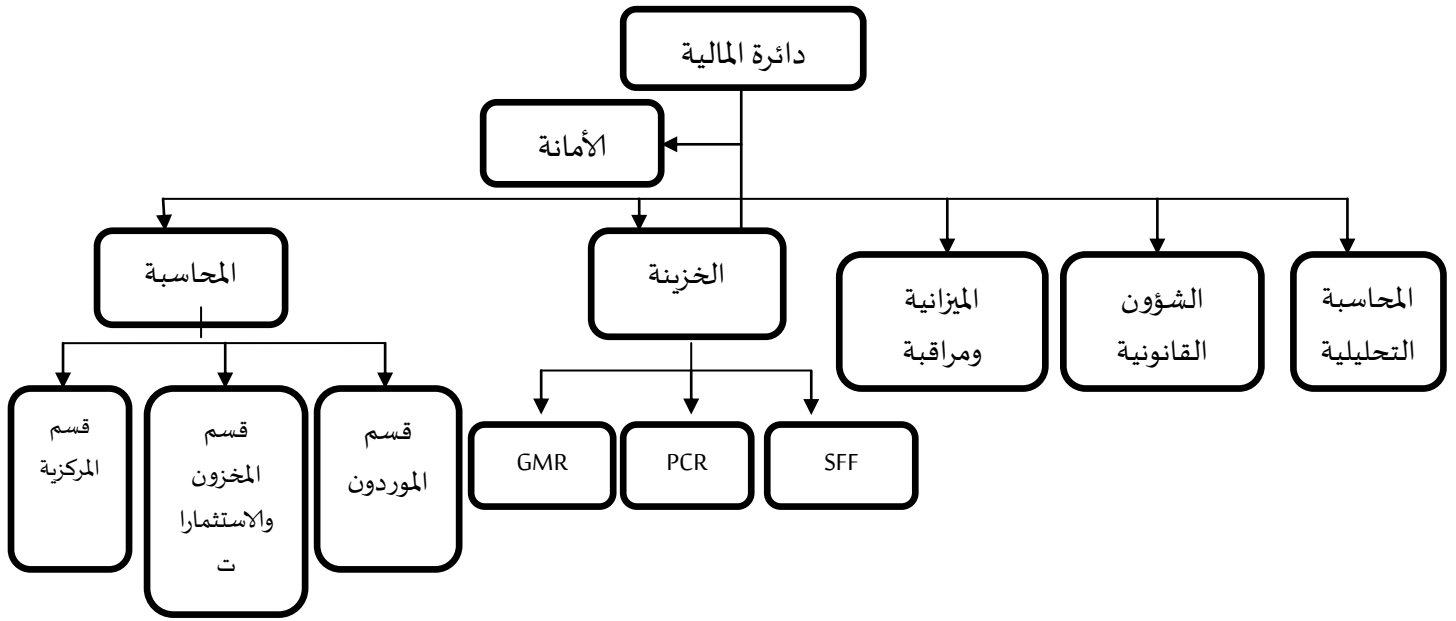 دائرة المالية
الأمانة
المحاسبة
التحليلية
الشؤون
القانونية
الميزانية
ومراقبة
الخزينة
المحاسبة
SFF
PCR
GMR
قسم
الموردون
قسم
المخزون
والاستثمارا
ت
قسم
المركزية